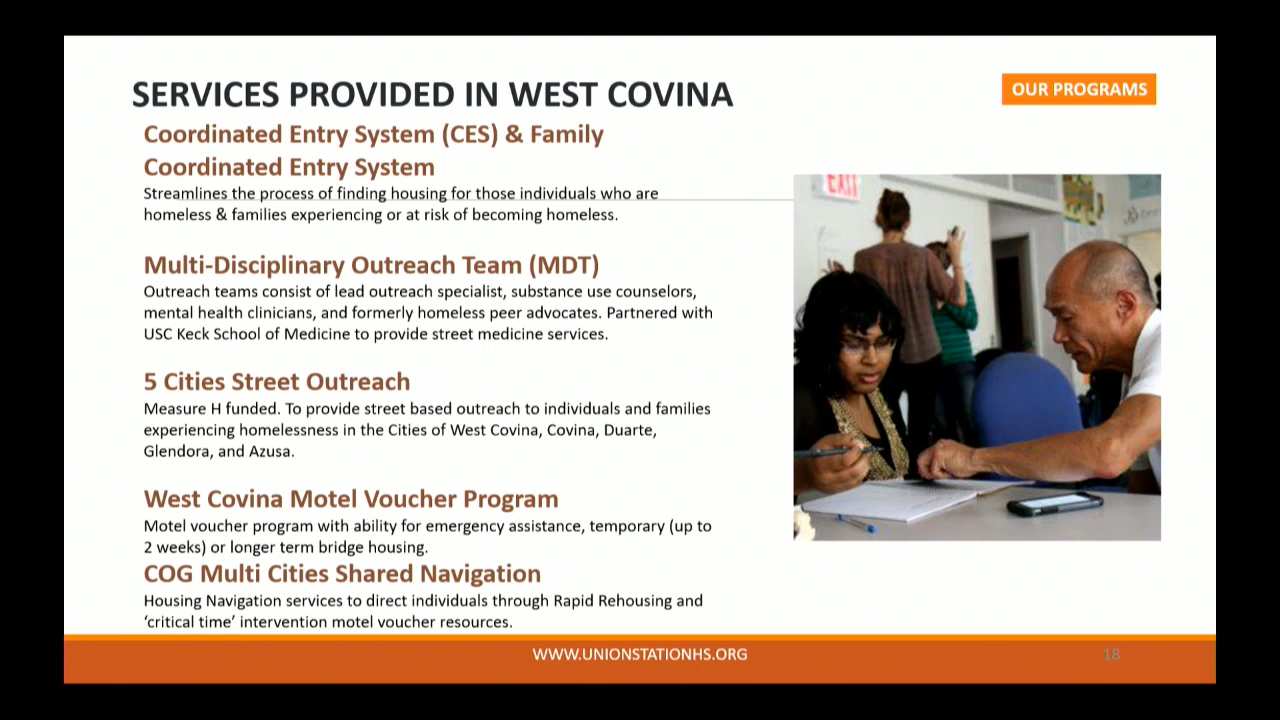 SERVICES PROVIDED IN WEST COVINA
OUR PROGRAMS
Coordinated Entry System (CES) & Family
Coordinated Entry System
Streamlines the process of finding housing for those individuals who are
homeless & families experiencing or at risk of becoming homeless.
Multi-Disciplinary Outreach Team (MDT)
Outreach teams consist of lead outreach specialist, substance use counselors,
mental health clinicians, and formerly homeless peer advocates. Partnered with
USC Keck School of Medicine to provide street medicine services.
5 Cities Street Outreach
Measure H funded. To provide street based outreach to individuals and families
experiencing homelessness in the Cities of West Covina, Covina, Duarte,
Glendora, and Azusa.
West Covina Motel Voucher Program
Motel voucher program with ability for emergency assistance, temporary (up to
2 weeks) or longer term bridge housing.
COG Multi Cities Shared Navigation
Housing Navigation services to direct individuals through Rapid Rehousing and
‘critical time’ intervention motel voucher resources.
EXIT
WWW.UNIONSTATIONHS.ORG
18